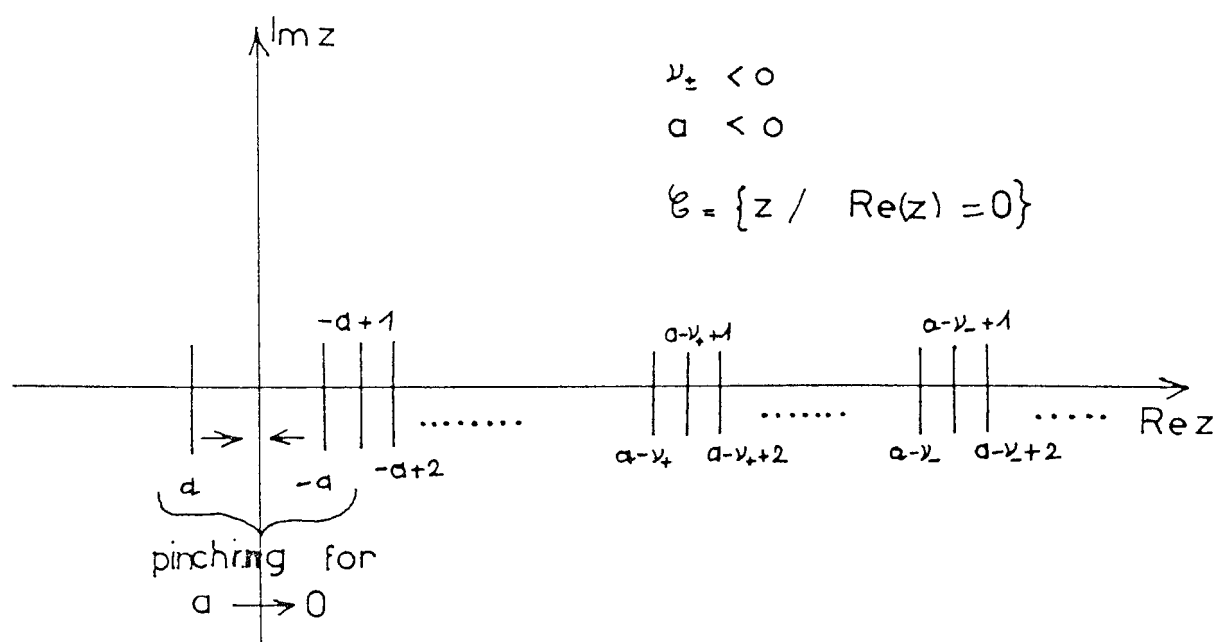 Im z
ν± < 0
a < 0
𝒞 = {z / Re(z) = 0}
-a+1
a-ν₊+1
a-ν₋+1
........
.......
.....
Re z
a
-a
-a+2
a-ν₊
a-ν₊+2
a-ν₋
a-ν₋+2
pinching for
a → 0